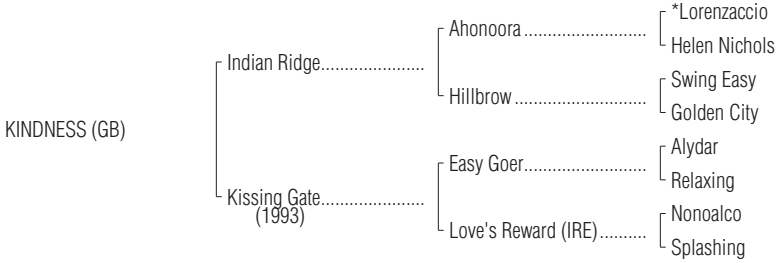 *Lorenzaccio
Ahonoora..............................
Helen Nichols
Indian Ridge......................
Swing Easy
Hillbrow................................
Golden City
KINDNESS (GB)
Alydar
Easy Goer.............................
Relaxing
Kissing Gate......................
(1993)
Nonoalco
Love's Reward (IRE)..........
Splashing